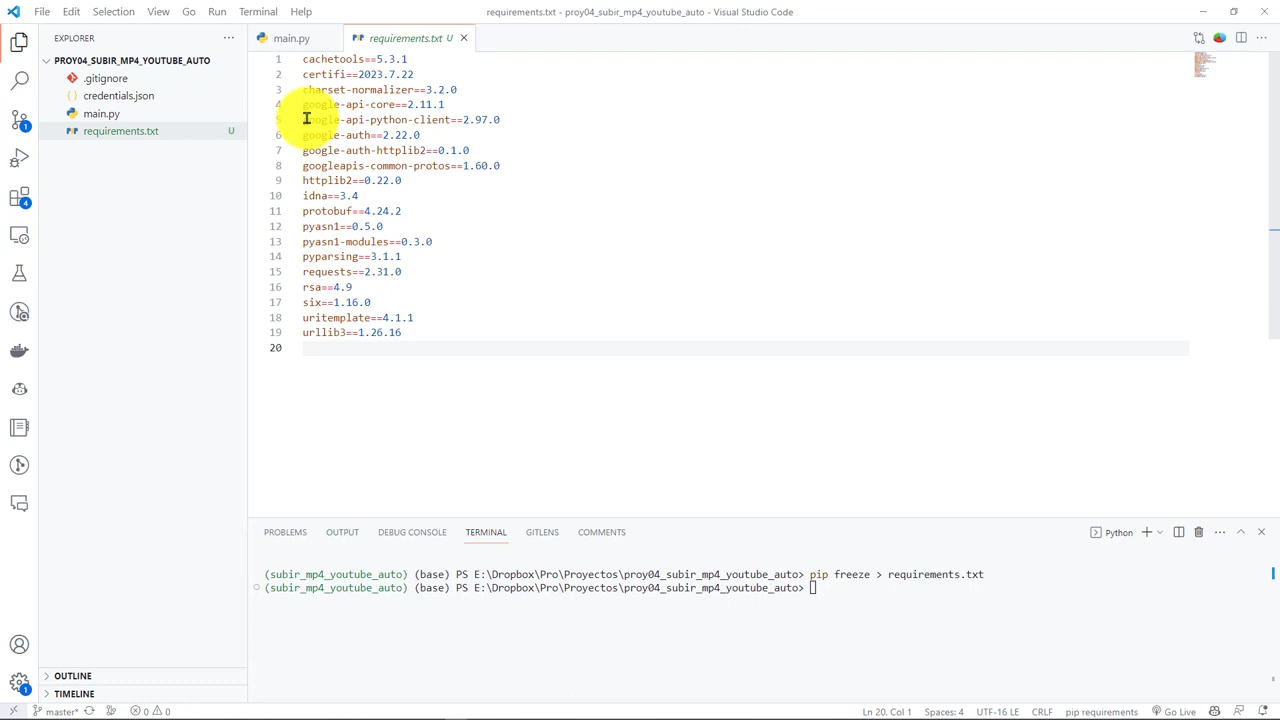 File Edit Selection View Go Run Terminal Help
requirements.txt - proy04_subir_mp4_youtube_auto - Visual Studio Code
EXPLORER
main.py
requirements.txt U
PROY04_SUBIR_MP4_YOUTUBE_AUTO
.gitignore
credentials.json
main.py
requirements.txt U
1 cachetools==5.3.1
2 certifi==2023.7.22
3 charset-normalizer==3.2.0
4 google-api-core==2.11.1
5 google-api-python-client==2.97.0
6 google-auth==2.22.0
7 google-auth-httplib2==0.1.0
8 googleapis-common-protos==1.60.0
9 httplib2==0.22.0
10 idna==3.4
11 protobuf==4.24.2
12 pyasn1==0.5.0
13 pyasn1-modules==0.3.0
14 pyparsing==3.1.1
15 requests==2.31.0
16 rsa==4.9
17 six==1.16.0
18 uritemplate==4.1.1
19 urllib3==1.26.16
20
1
4
PROBLEMS OUTPUT DEBUG CONSOLE TERMINAL GITLENS COMMENTS
Python
(subir_mp4_youtube_auto) (base) PS E:\Dropbox\Pro\Proyectos\proy04_subir_mp4_youtube_auto> pip freeze > requirements.txt
(subir_mp4_youtube_auto) (base) PS E:\Dropbox\Pro\Proyectos\proy04_subir_mp4_youtube_auto>
OUTLINE
TIMELINE
1
master* 0 0
Ln 20, Col 1 Spaces: 4 UTF-16 LE CRLF pip requirements Go Live